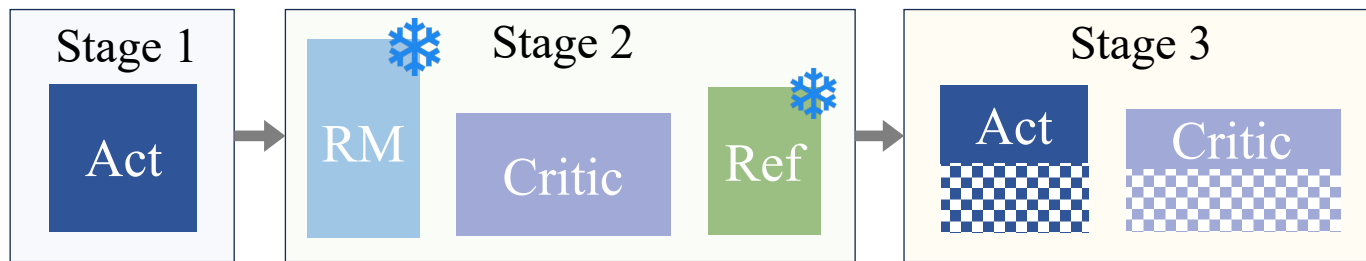 Stage 1
Act
Stage 2
RM
Critic
Ref
Stage 3
Act
Critic